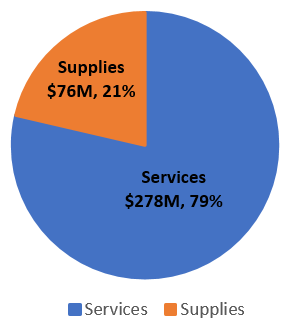 Supplies
$76M, 21%
Services
$278M, 79%
Services Supplies